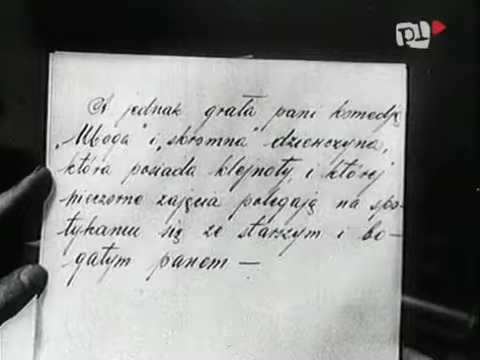 p1
A jednak grała pani komedję
„Uboga" i „skromna" dziewczyna,
która posiada klejnoty, i której
wieczorne zajęcia polegają na spo-
tykaniu się ze starszym i bo-
gatym panem —